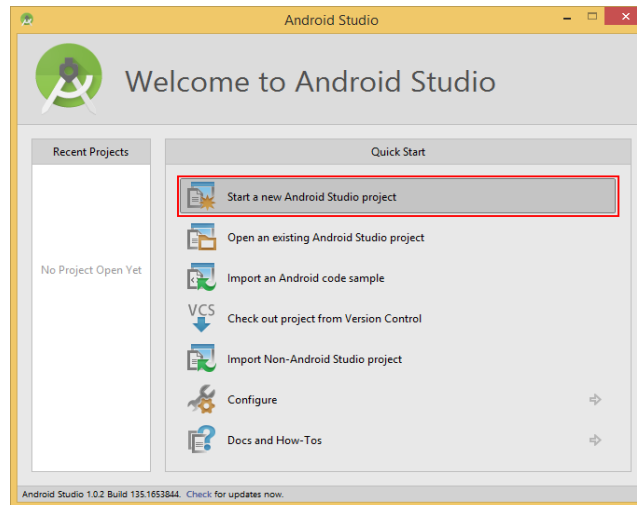 Android Studio
Welcome to Android Studio
Recent Projects
No Project Open Yet
Quick Start
Start a new Android Studio project
Open an existing Android Studio project
Import an Android code sample
VCS
Check out project from Version Control
Import Non-Android Studio project
Configure
Docs and How-Tos
Android Studio 1.0.2 Build 135.1653844. Check for updates now.